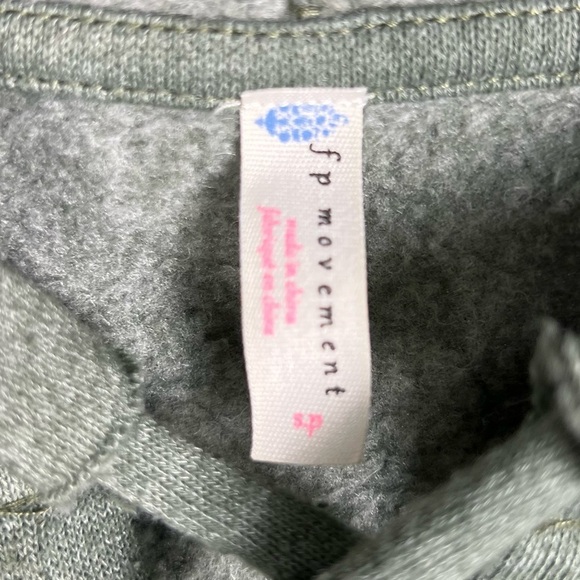 fp movement
made in china
fabriqué en chine
s/p